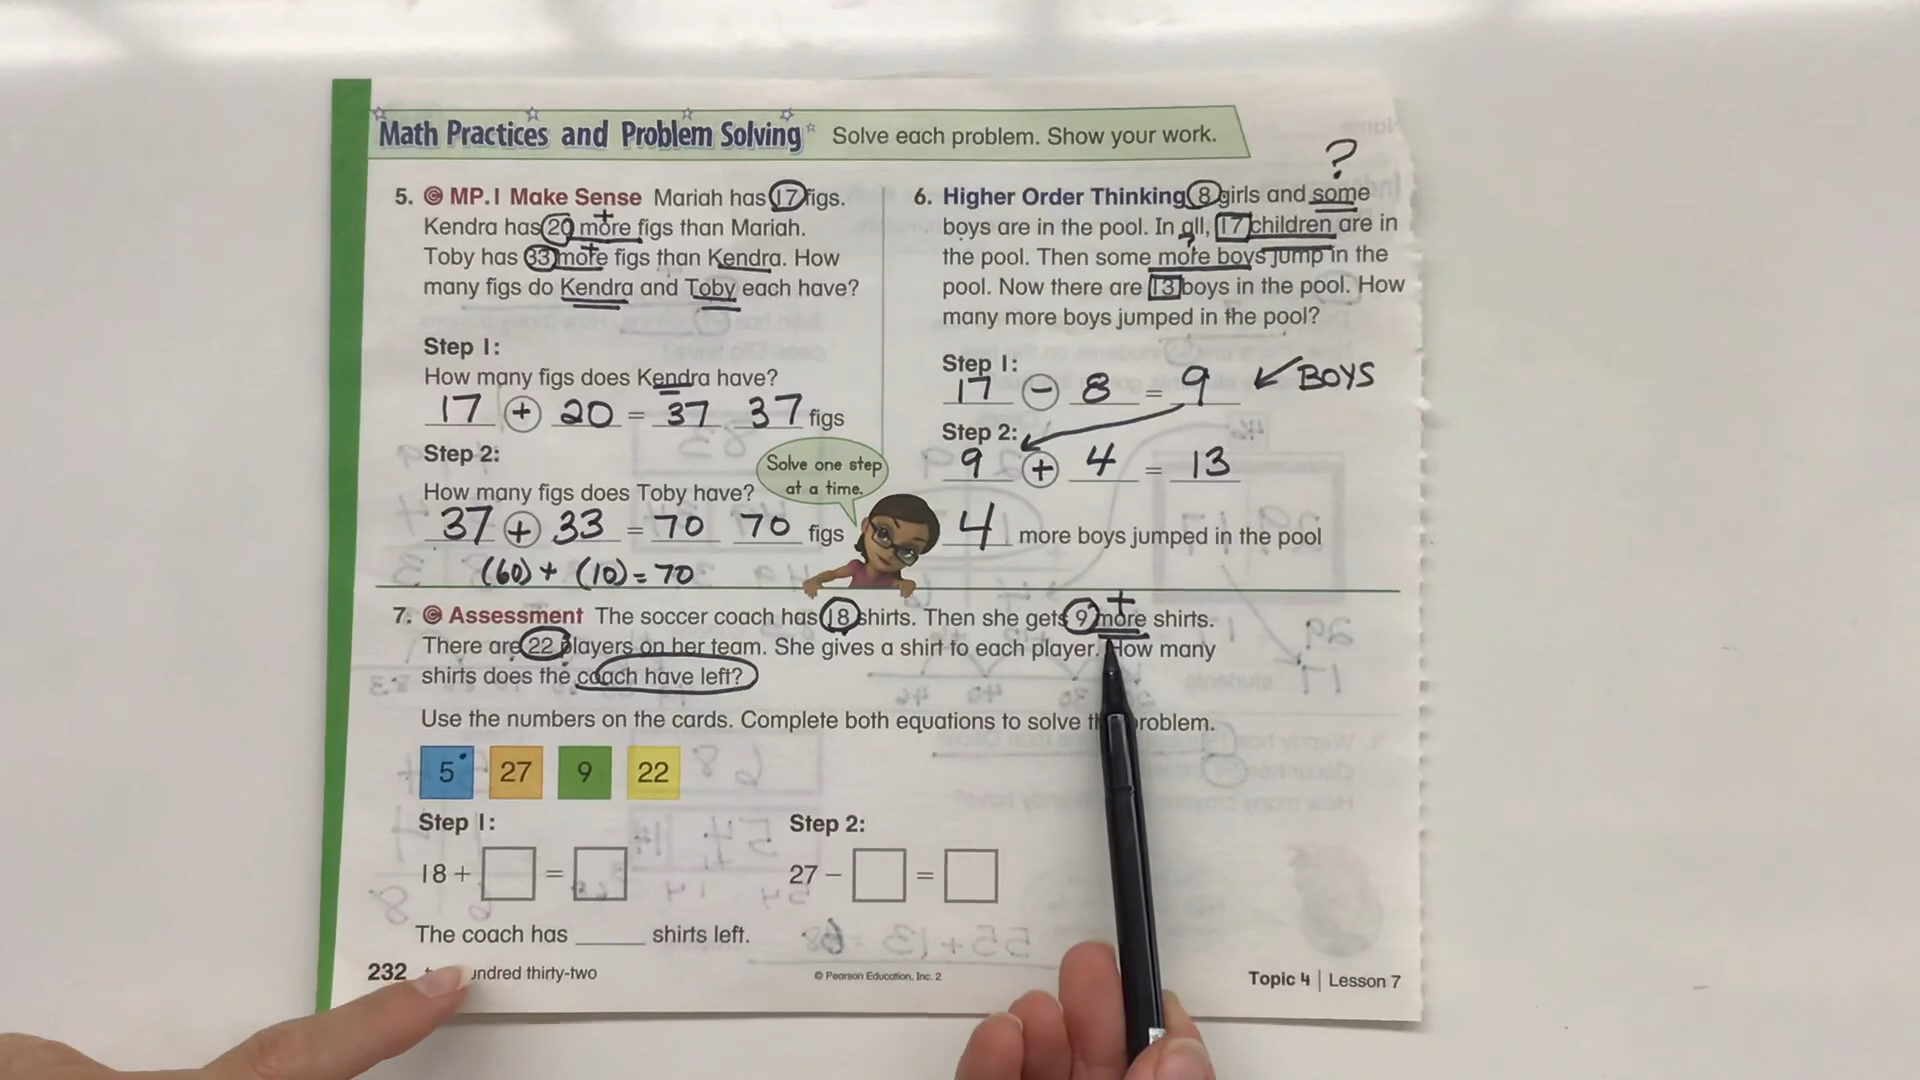 Math Practices and Problem Solving Solve each problem. Show your work.
?
5. MP.1 Make Sense Mariah has 17 figs.
+
Kendra has 20 more figs than Mariah.
+
Toby has 33 more figs than Kendra. How
many figs do Kendra and Toby each have?
Step 1:
How many figs does Kendra have?
17 + 20 = 37 37 figs
Step 2:
How many figs does Toby have?
37 + 33 = 70 70 figs
(60) + (10) = 70
Solve one step
at a time.
6. Higher Order Thinking 8 girls and some
boys are in the pool. In all, 17 children are in
?
the pool. Then some more boys jump in the
pool. Now there are 13 boys in the pool. How
many more boys jumped in the pool?
Step 1:
17 - 8 = 9 BOYS
Step 2:
9 + 4 = 13
4 more boys jumped in the pool
+
7. Assessment The soccer coach has 18 shirts. Then she gets 9 more shirts.
There are 22 players on her team. She gives a shirt to each player. How many
shirts does the coach have left?
Use the numbers on the cards. Complete both equations to solve problem.
5 27 9 22
Step 1: Step 2:
18 + = 27 - =
The coach has ______ shirts left.
232 thirty-two © Pearson Education, Inc. 2 Topic 4 | Lesson 7